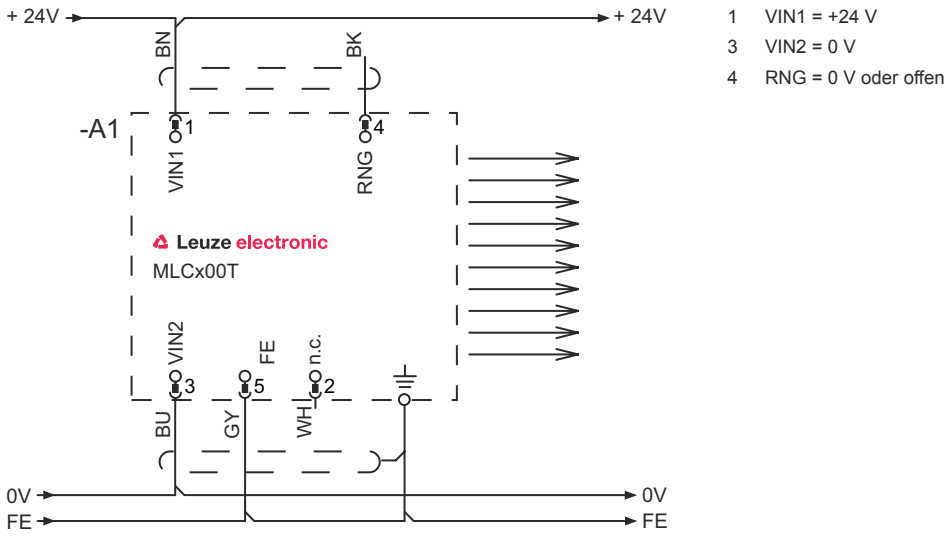 + 24V
+ 24V
1 VIN1 = +24 V
3 VIN2 = 0 V
4 RNG = 0 V oder offen
BN
BK
-A1
1
4
VIN1
RNG
Leuze electronic
MLCx00T
VIN2
FE
n.c.
3
5
2
BU
GY
WH
0V
0V
FE
FE